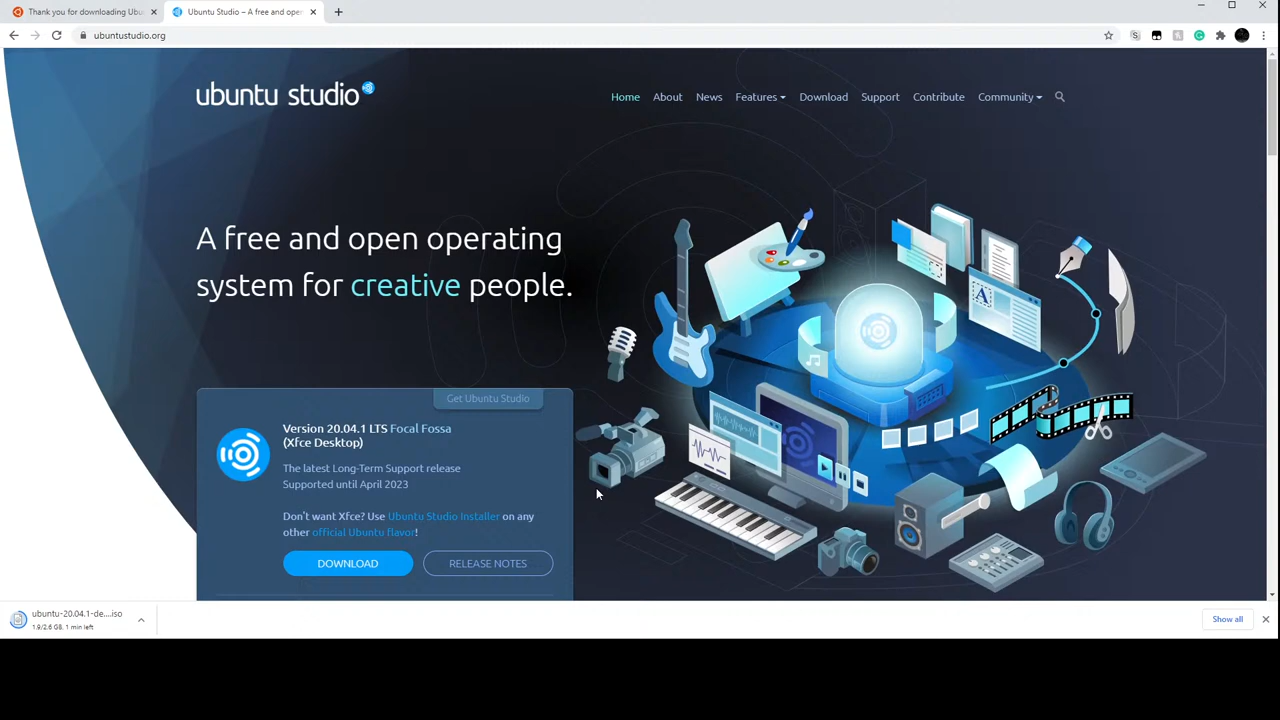 Thank you for downloading Ubu
Ubuntu Studio – A free and oper
ubuntustudio.org
ubuntu studio
Home About News Features Download Support Contribute Community
A free and open operating
system for creative people.
Get Ubuntu Studio
Version 20.04.1 LTS Focal Fossa
(Xfce Desktop)
The latest Long-Term Support release
Supported until April 2023
Don't want Xfce? Use Ubuntu Studio Installer on any
other official Ubuntu flavor!
DOWNLOAD RELEASE NOTES
A
ubuntu-20.04.1-de....iso
1.9/2.6 GB, 1 min left
Show all